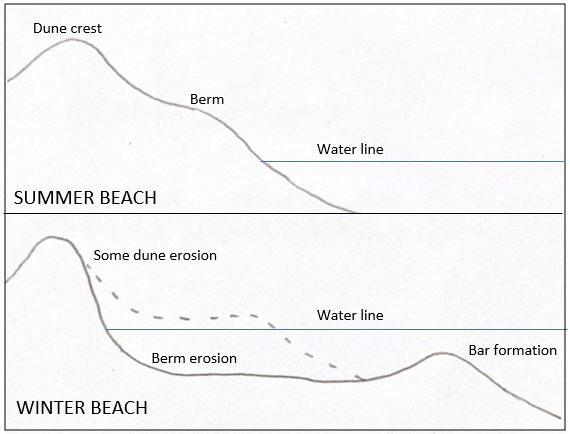 Dune crest
Berm
Water line
SUMMER BEACH
Some dune erosion
Water line
Berm erosion
Bar formation
WINTER BEACH